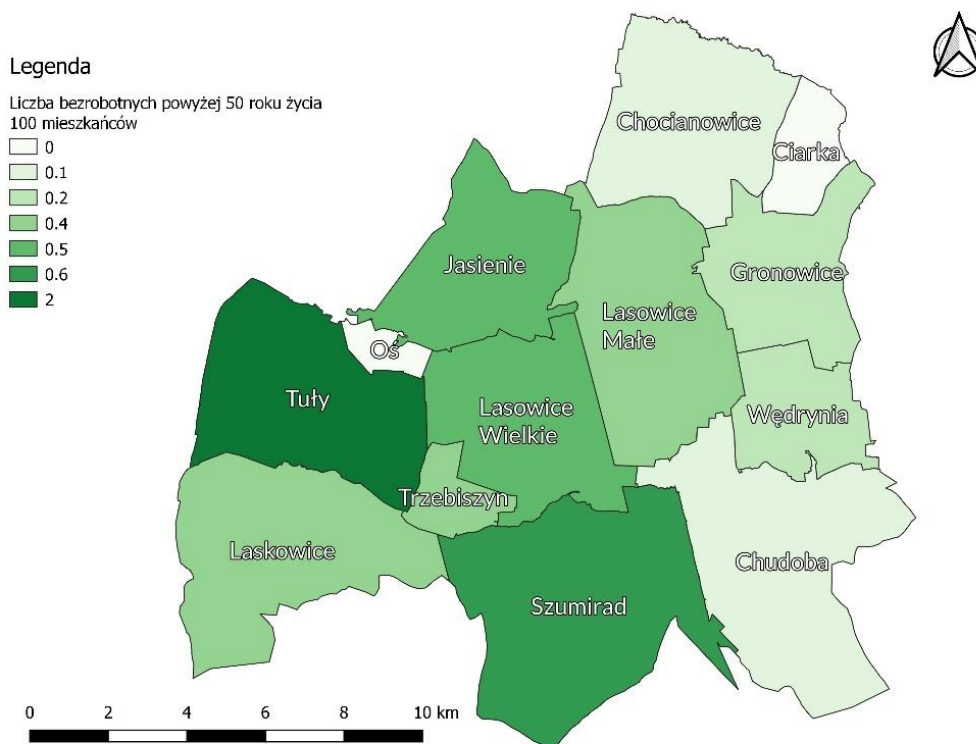 Legenda
Liczba bezrobotnych powyżej 50 roku życia
100 mieszkańców
0
0.1
0.2
0.4
0.5
0.6
2
Chocianowice
Ciarka
Jasienie
Gronowice
Lasowice
Małe
Oś
Tuły
Lasowice
Wielkie
Wędrynia
Trzebiszyn
Laskowice
Chudoba
Szumirad
0 2 4 6 8 10 km